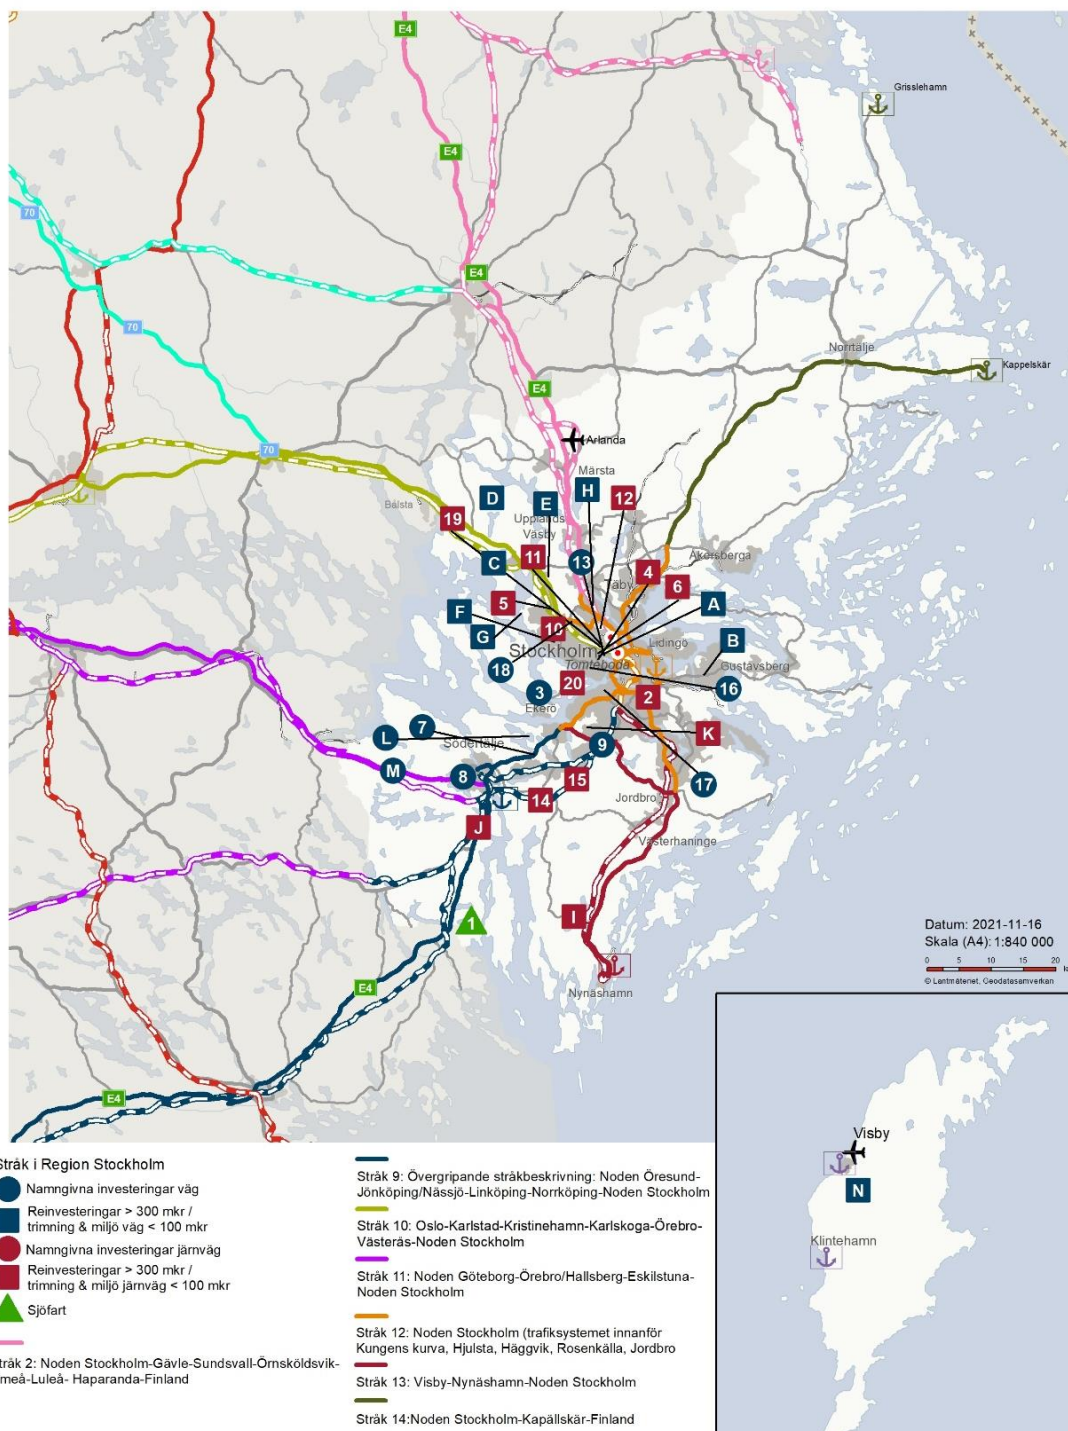 E4
Grisslehamn
E4
70
E4
70
Norrtälje
Kappelskär
E4
70
Arlanda
Märsta
D
E
H
12
Bålsta
19
Upplands
Väsby
Åkersberga
C
11
13
Täby
4
6
A
F
5
G
10
Lidingö
B
Stockholm
Tomteboda
Gustavsberg
18
20
16
3
Ekerö
2
7
L
Södertälje
K
9
M
8
15
17
14
Jordbro
J
Västerhaninge
I
1
Nynäshamn
Datum: 2021-11-16
Skala (A4): 1:840 000
0 5 10 15 20
© Lantmäteriet, Geodatasamverkan
E4
E4
Visby
N
Klintehamn
Stråk i Region Stockholm
Namngivna investeringar väg
Reinvesteringar > 300 mkr /
trimning & miljö väg < 100 mkr
Namngivna investeringar järnväg
Reinvesteringar > 300 mkr /
trimning & miljö järnväg < 100 mkr
Sjöfart
tråk 2: Noden Stockholm-Gävle-Sundsvall-Örnsköldsvik-
meå-Luleå- Haparanda-Finland
Stråk 9: Övergripande stråkbeskrivning: Noden Öresund-
Jönköping/Nässjö-Linköping-Norrköping-Noden Stockholm
Stråk 10: Oslo-Karlstad-Kristinehamn-Karlskoga-Örebro-
Västerås-Noden Stockholm
Stråk 11: Noden Göteborg-Örebro/Hallsberg-Eskilstuna-
Noden Stockholm
Stråk 12: Noden Stockholm (trafiksystemet innanför
Kungens kurva, Hjulsta, Häggvik, Rosenkälla, Jordbro
Stråk 13: Visby-Nynäshamn-Noden Stockholm
Stråk 14:Noden Stockholm-Kapällskär-Finland